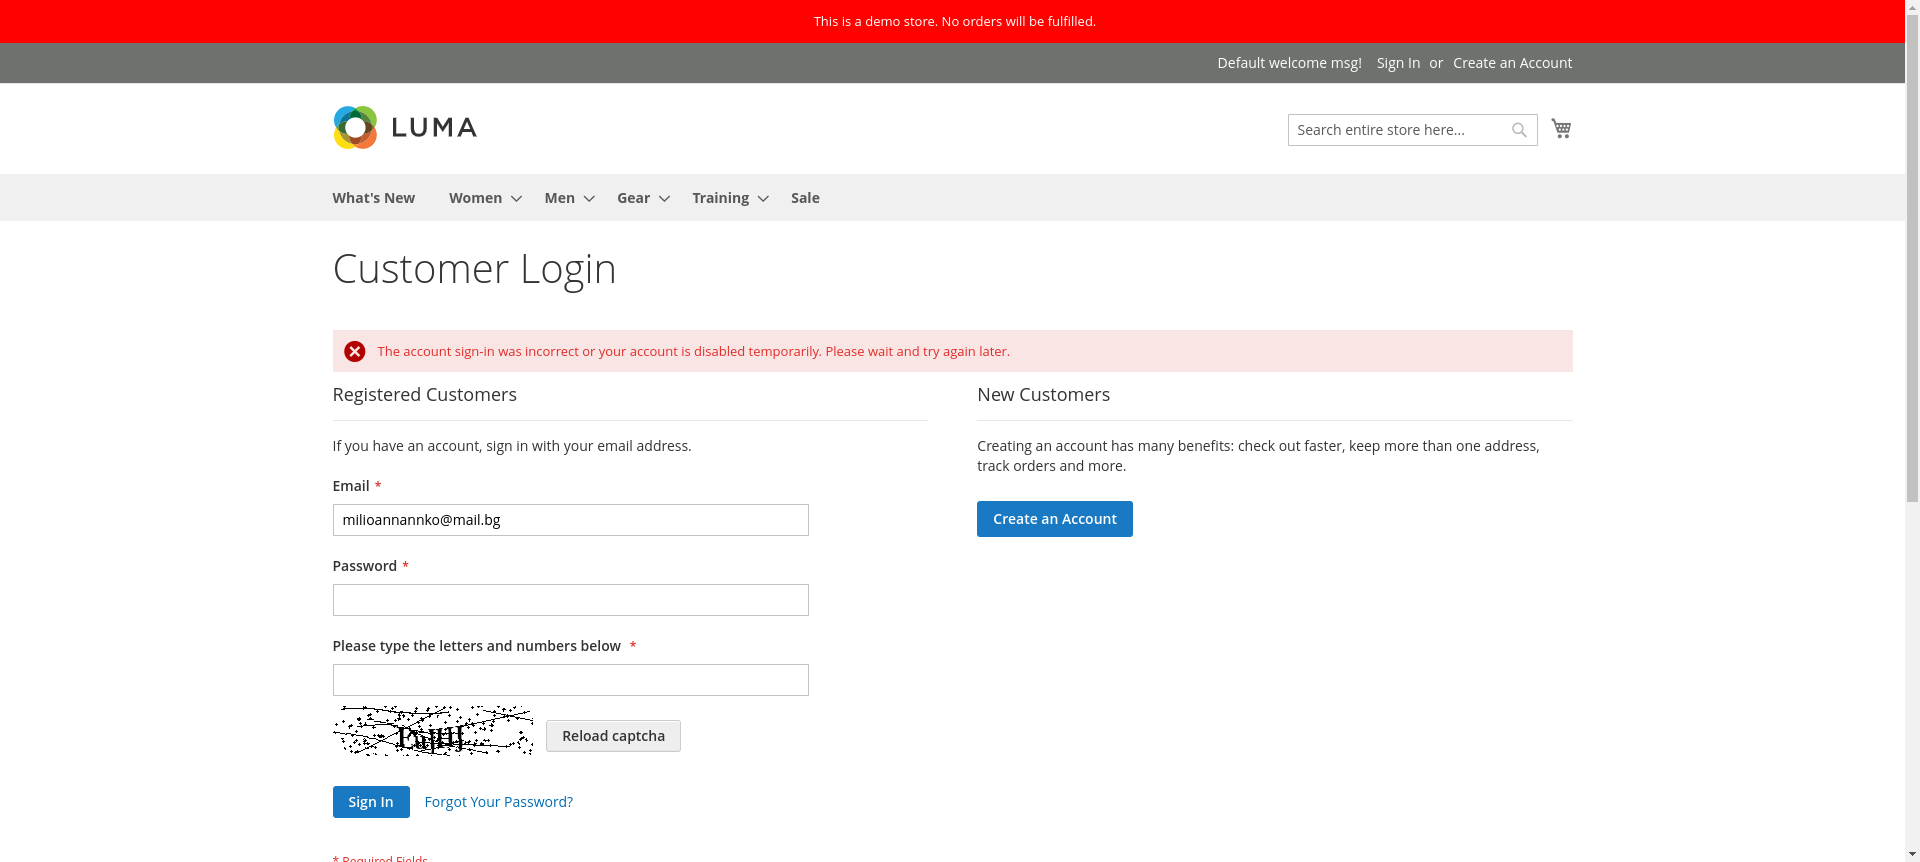 This is a demo store. No orders will be fulfilled.
Default welcome msg! Sign In or Create an Account
LUMA
Search entire store here...
What's New Women Men Gear Training Sale
Customer Login
The account sign-in was incorrect or your account is disabled temporarily. Please wait and try again later.
Registered Customers
If you have an account, sign in with your email address.
Email *
milioannannko@mail.bg
Password *
Please type the letters and numbers below *
Reload captcha
Sign In Forgot Your Password?
* Required Fields
New Customers
Creating an account has many benefits: check out faster, keep more than one address,
track orders and more.
Create an Account